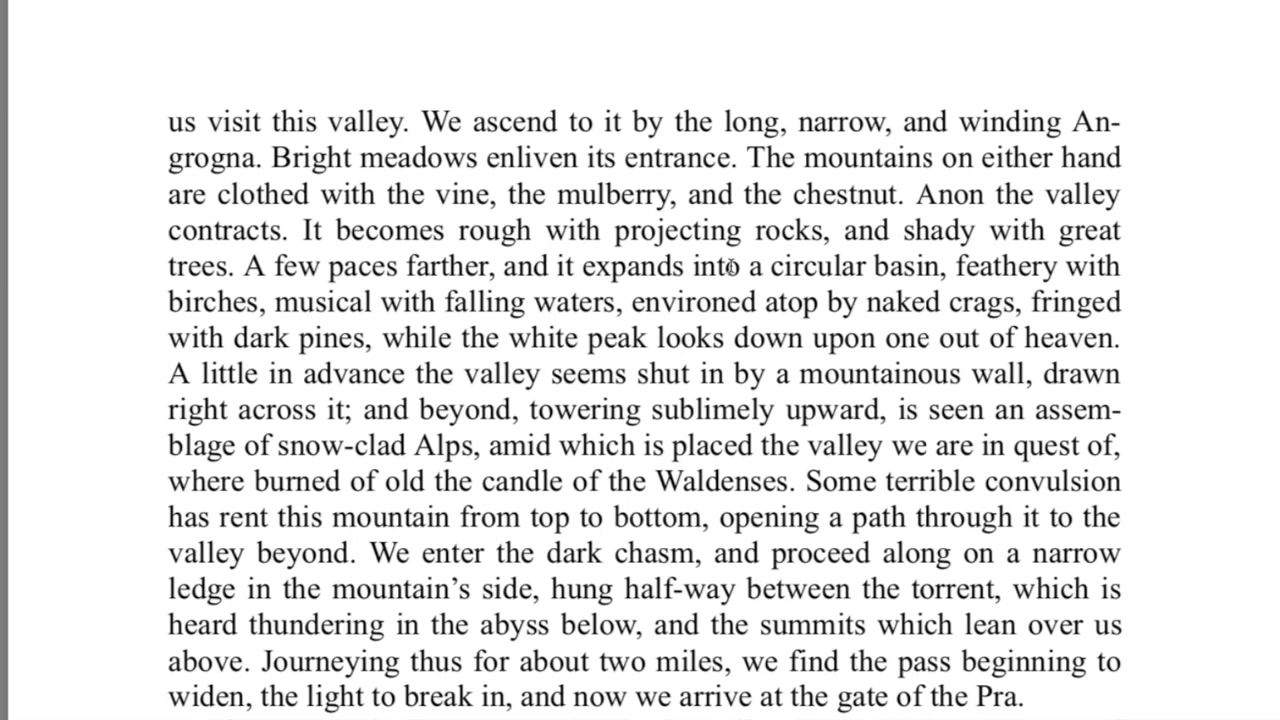 us visit this valley. We ascend to it by the long, narrow, and winding An-
grogna. Bright meadows enliven its entrance. The mountains on either hand
are clothed with the vine, the mulberry, and the chestnut. Anon the valley
contracts. It becomes rough with projecting rocks, and shady with great
trees. A few paces farther, and it expands into a circular basin, feathery with
birches, musical with falling waters, environed atop by naked crags, fringed
with dark pines, while the white peak looks down upon one out of heaven.
A little in advance the valley seems shut in by a mountainous wall, drawn
right across it; and beyond, towering sublimely upward, is seen an assem-
blage of snow-clad Alps, amid which is placed the valley we are in quest of,
where burned of old the candle of the Waldenses. Some terrible convulsion
has rent this mountain from top to bottom, opening a path through it to the
valley beyond. We enter the dark chasm, and proceed along on a narrow
ledge in the mountain’s side, hung half-way between the torrent, which is
heard thundering in the abyss below, and the summits which lean over us
above. Journeying thus for about two miles, we find the pass beginning to
widen, the light to break in, and now we arrive at the gate of the Pra.